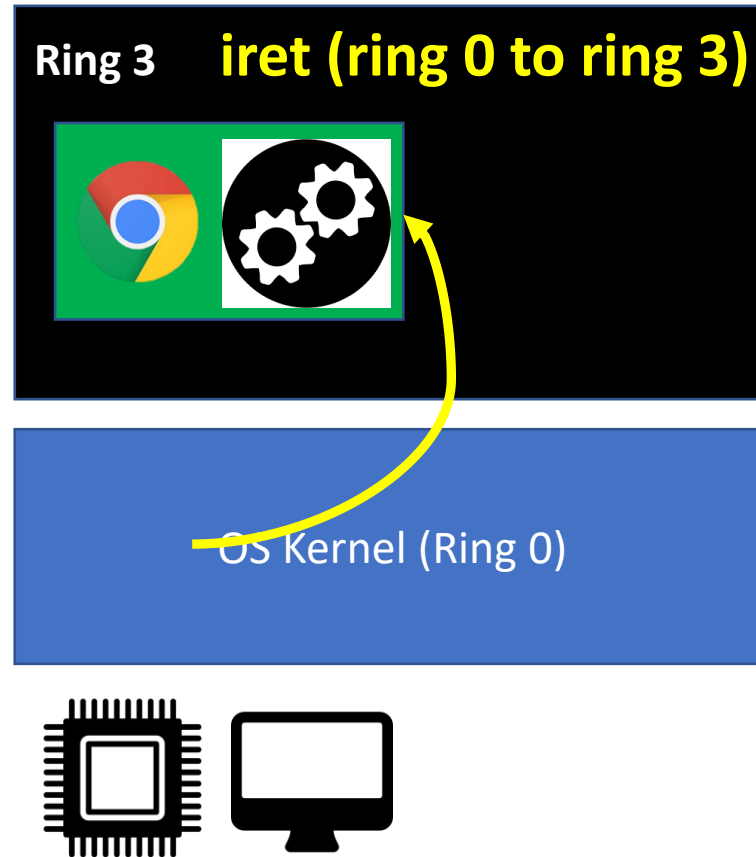 Ring 3 iret (ring 0 to ring 3)
OS Kernel (Ring 0)